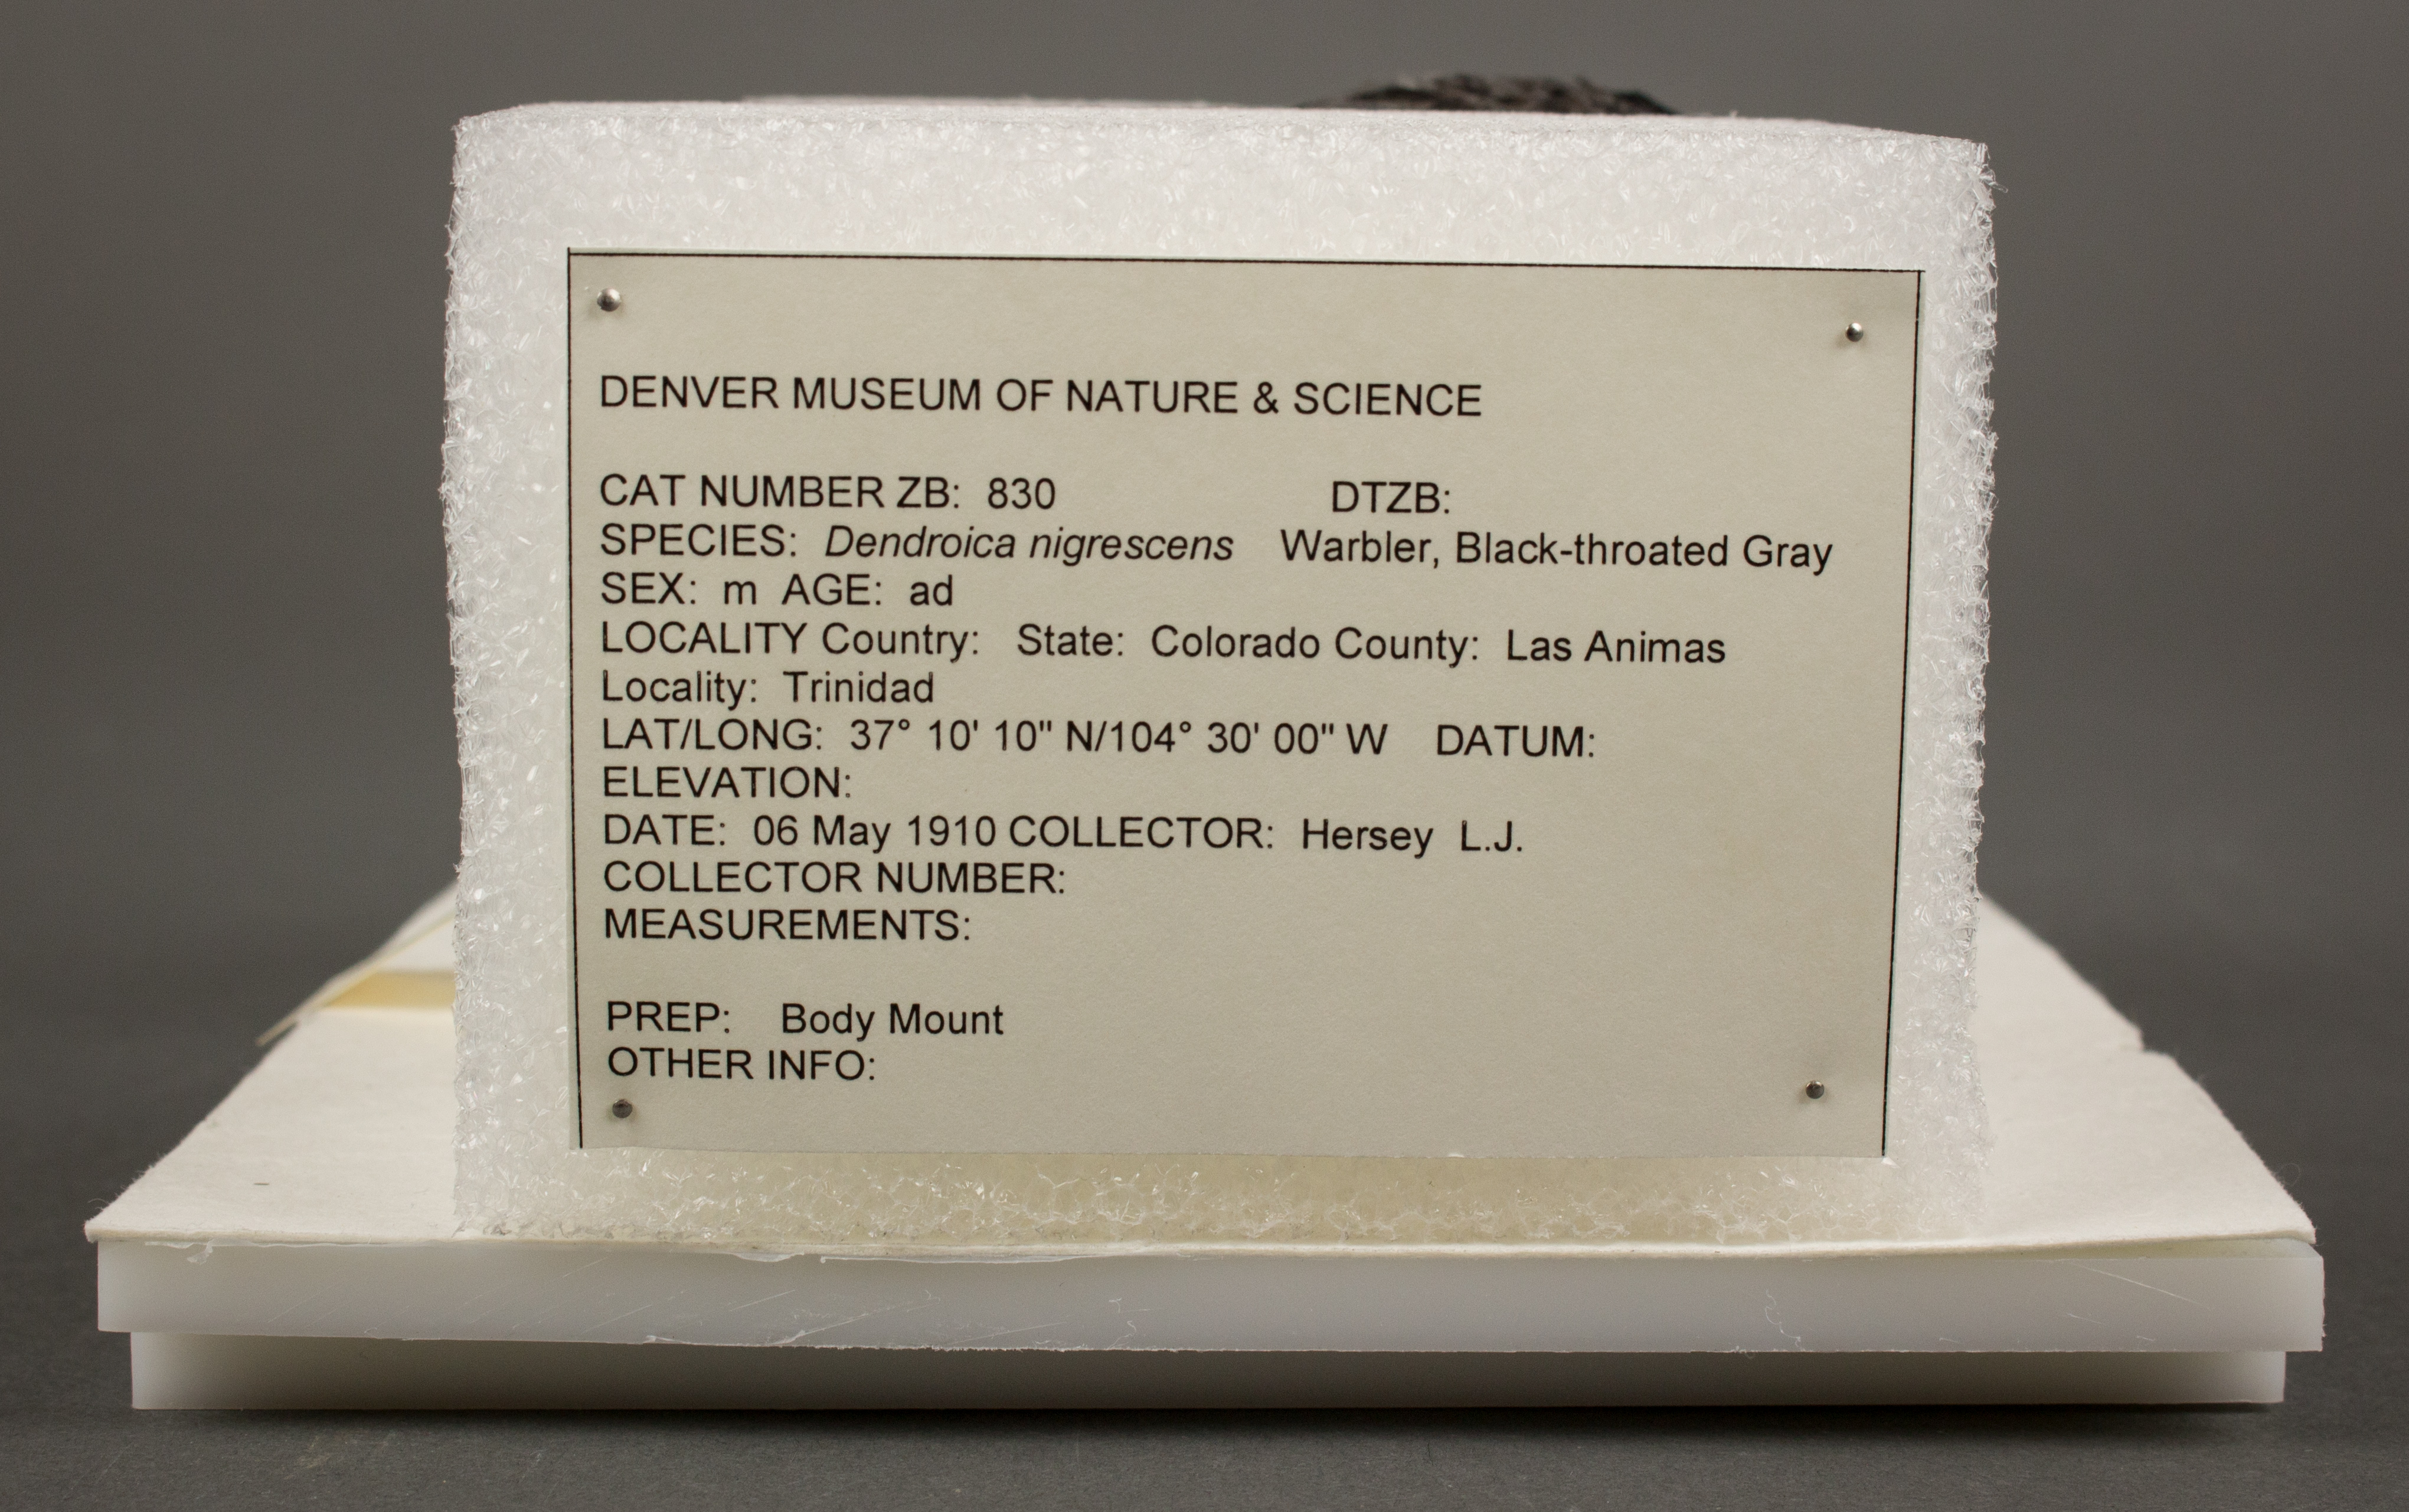 DENVER MUSEUM OF NATURE & SCIENCE
CAT NUMBER ZB: 830 DTZB:
SPECIES: Dendroica nigrescens Warbler, Black-throated Gray
SEX: m AGE: ad
LOCALITY Country: State: Colorado County: Las Animas
Locality: Trinidad
LAT/LONG: 37° 10' 10" N/104° 30' 00" W DATUM:
ELEVATION:
DATE: 06 May 1910 COLLECTOR: Hersey L.J.
COLLECTOR NUMBER:
MEASUREMENTS:
PREP: Body Mount
OTHER INFO: